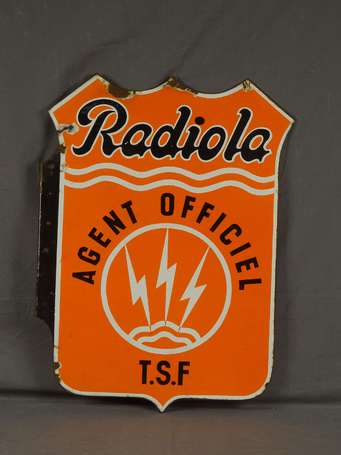 Radiola
AGENT OFFICIEL
T.S.F